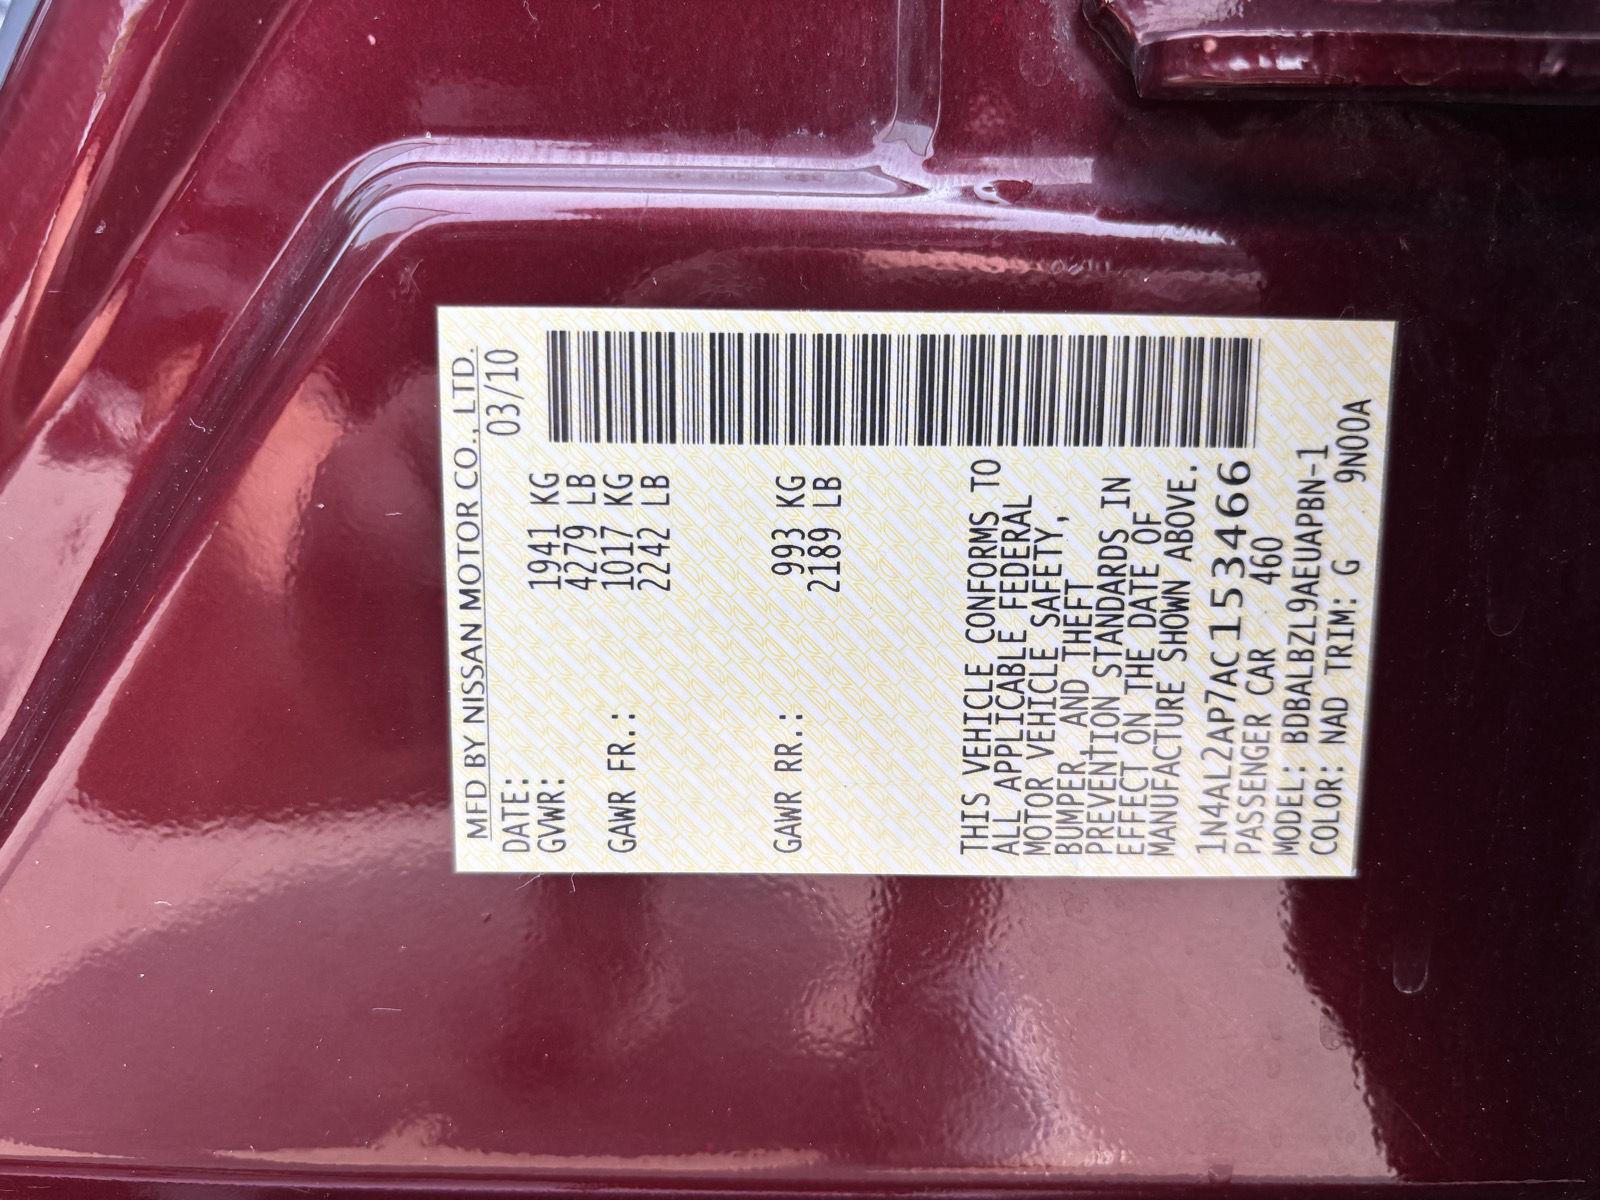 MFD BY NISSAN MOTOR CO., LTD.
DATE: 03/10
GVWR: 1941 KG
4279 LB
GAWR FR.: 1017 KG
2242 LB
GAWR RR.: 993 KG
2189 LB
THIS VEHICLE CONFORMS TO
ALL APPLICABLE FEDERAL
MOTOR VEHICLE SAFETY,
BUMPER, AND THEFT
PREVENTION STANDARDS IN
EFFECT ON THE DATE OF
MANUFACTURE SHOWN ABOVE.
1N4AL2AP7AC153466
PASSENGER CAR 460
MODEL: BDBALBZL9AEUAPBN-1
COLOR: NAD TRIM: G 9N00A